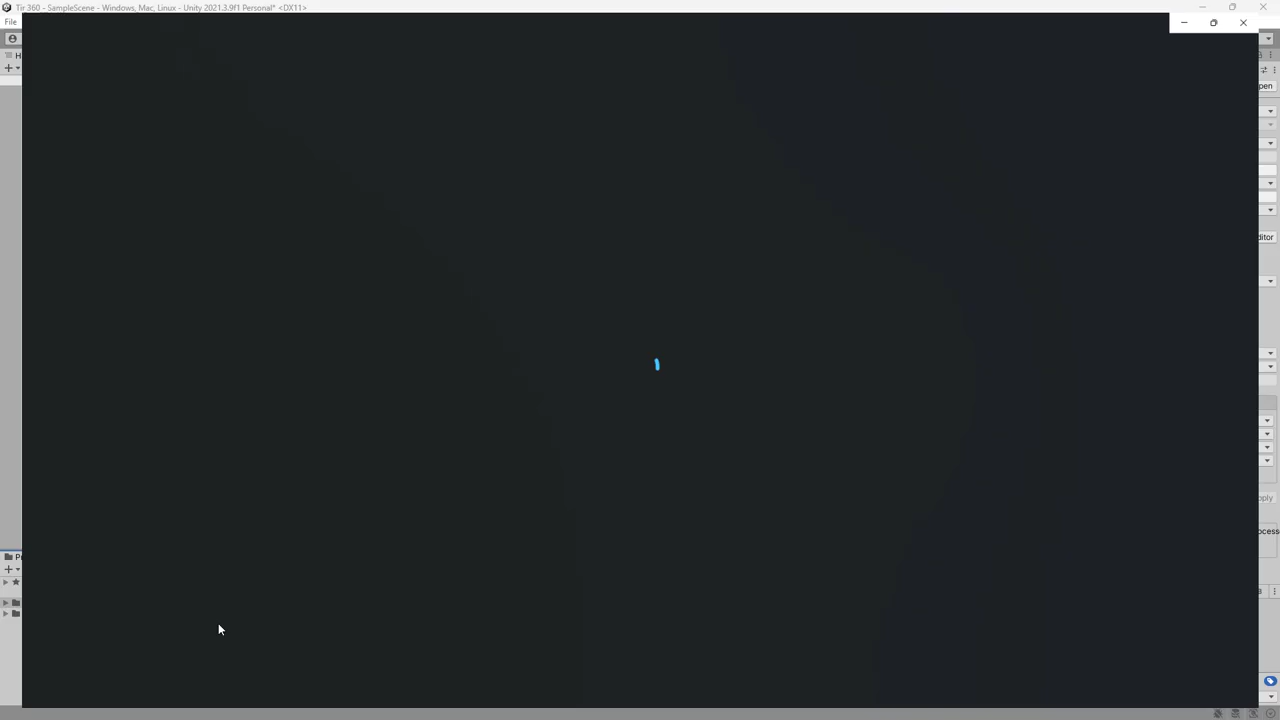 Tir 360 - SampleScene - Windows, Mac, Linux - Unity 2021.3.9f1 Personal* <DX11>
File
H
pen
ditor
pply
ocess
P